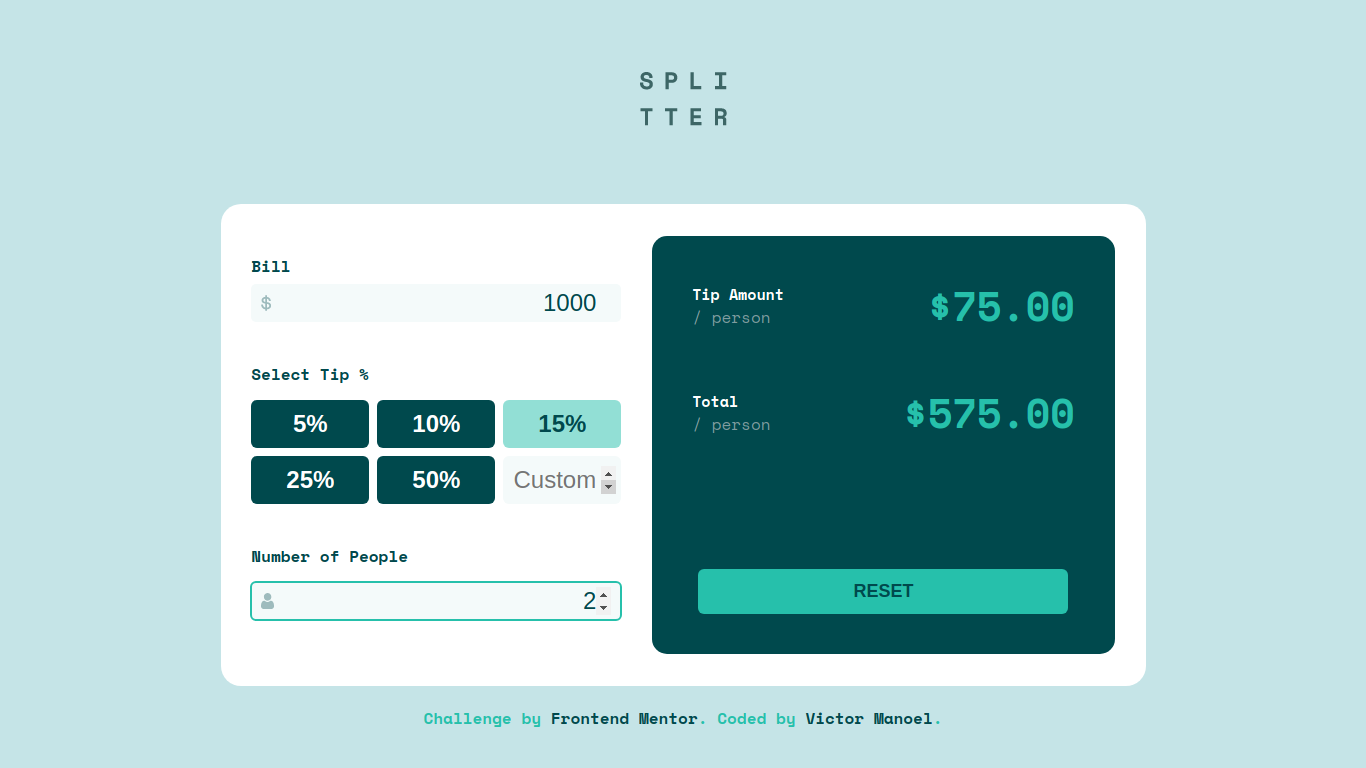 SPLI
TTER
Bill
$ 1000
Select Tip %
5% 10% 15%
25% 50% Custom
Number of People
2
Tip Amount
/ person
$75.00
Total
/ person
$575.00
RESET
Challenge by Frontend Mentor. Coded by Victor Manoel.